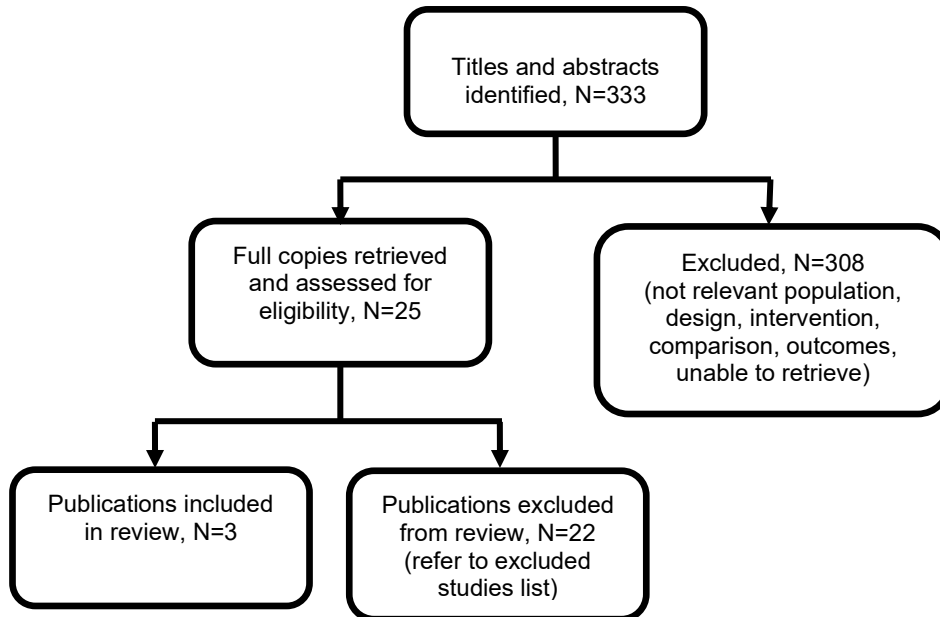 Titles and abstracts
identified, N=333
Full copies retrieved
and assessed for
eligibility, N=25
Excluded, N=308
(not relevant population,
design, intervention,
comparison, outcomes,
unable to retrieve)
Publications included
in review, N=3
Publications excluded
from review, N=22
(refer to excluded
studies list)